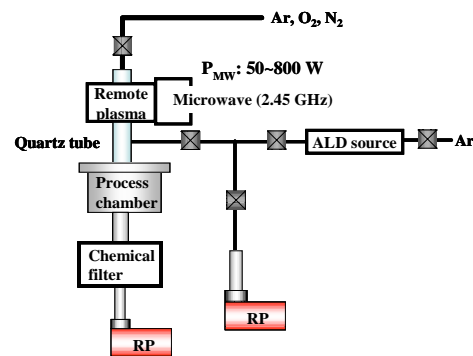 Ar, O₂, N₂
P_MW: 50~800 W
Remote
plasma
Microwave (2.45 GHz)
Quartz tube
ALD source
Ar
Process
chamber
Chemical
filter
RP
RP